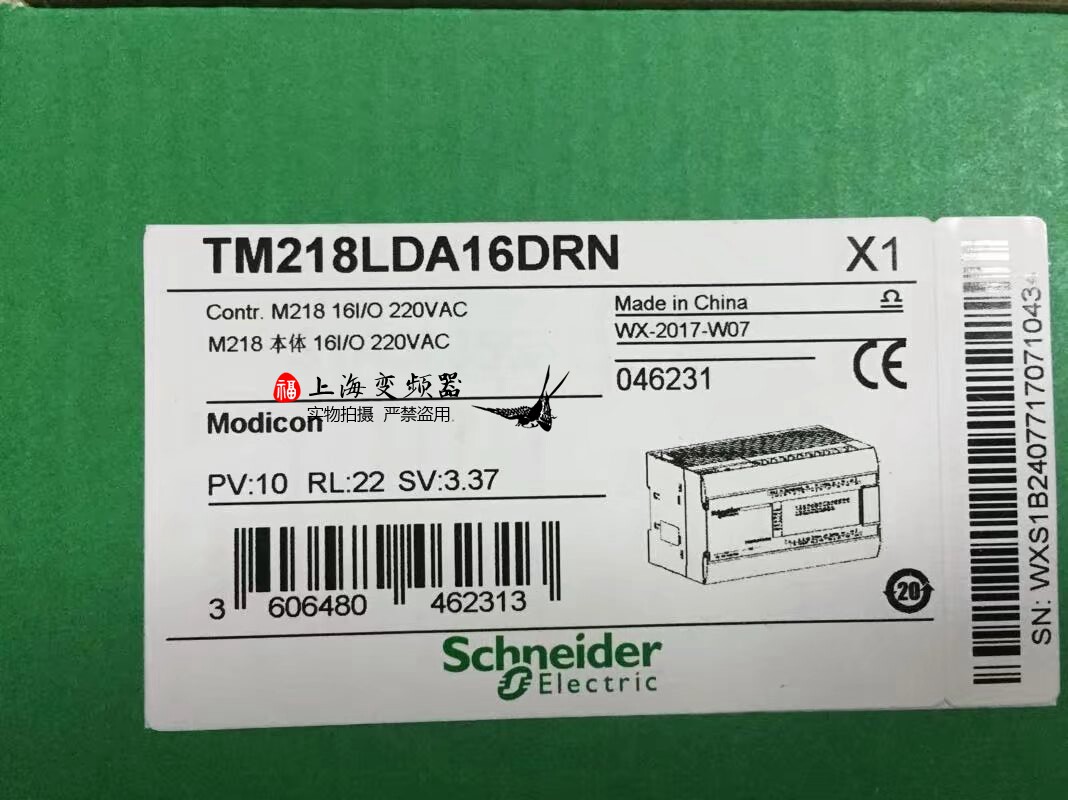 TM218LDA16DRN
X1
Contr. M218 16I/O 220VAC
M218 本体 16I/O 220VAC
Made in China
WX-2017-W07
046231
CE
福 上海变频器
实物拍摄 严禁盗用
Modicon
PV:10 RL:22 SV:3.37
3 606480 462313
20
Schneider
Electric
SN: WXS1B24077170710434